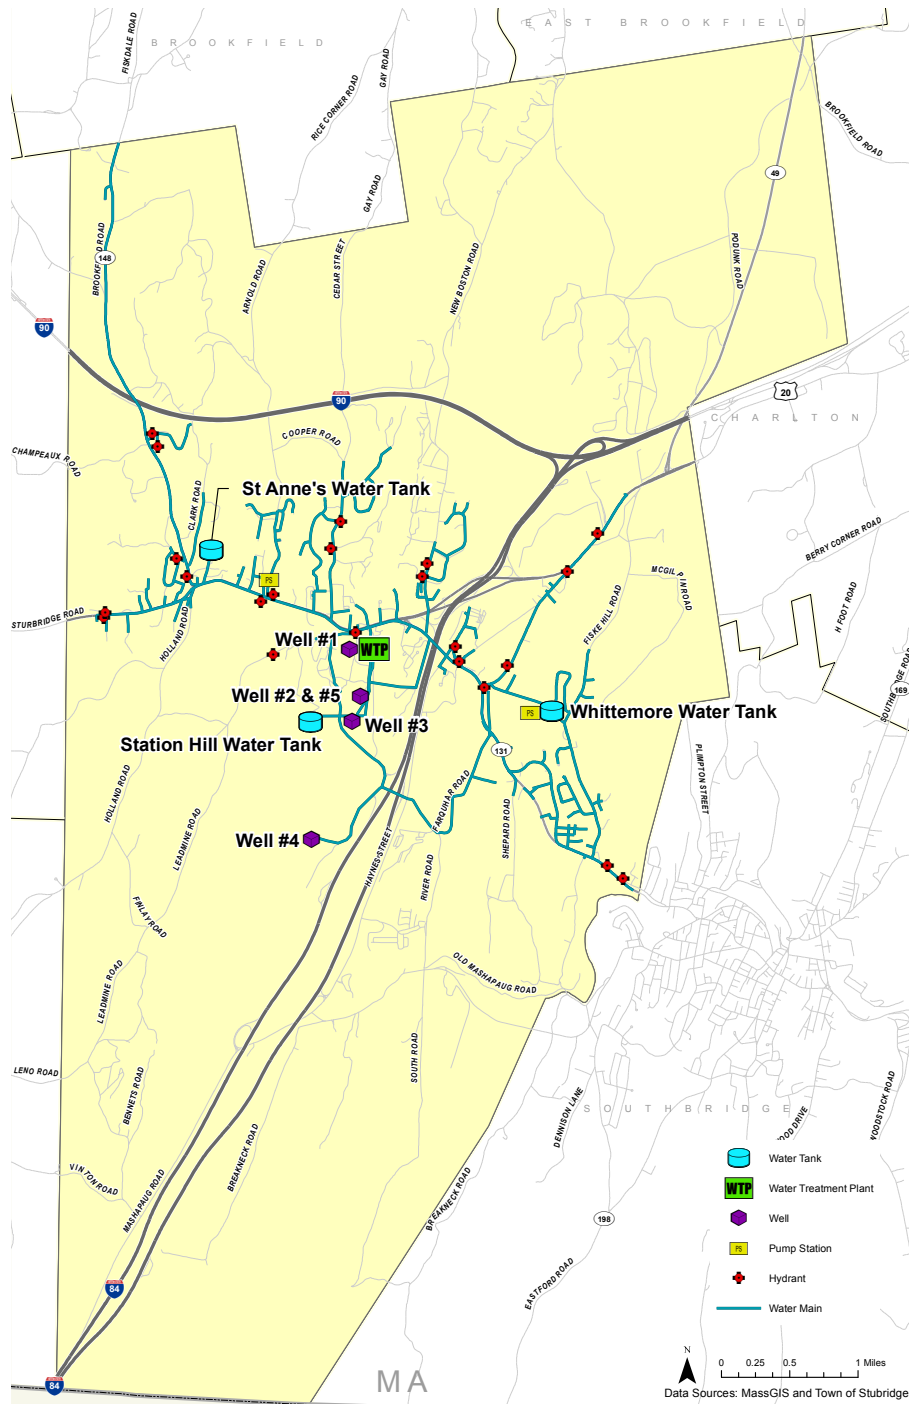 EAST BROOKFIELD
BROOKFIELD
FISKDALE ROAD
GAY ROAD
RICE CORNER ROAD
BROOKFIELD ROAD
49
GAY ROAD
BROOKFIELD ROAD
148
ARNOLD ROAD
CEDAR STREET
NEW BOSTON ROAD
PODUNK ROAD
90
90
20
CHARLTON
COOPER ROAD
CHAMPEAUX ROAD
CLARK ROAD
St Anne's Water Tank
BERRY CORNER ROAD
PS
H FOOT ROAD
STURBRIDGE ROAD
HOLLAND ROAD
FISKE HILL ROAD
Well #1
WTP
SOUTHBRIDGE ROAD
169
Well #2 & #5
PS
Whittemore Water Tank
Well #3
Station Hill Water Tank
131
PLIMPTON STREET
HOLLAND ROAD
LEADMINE ROAD
FARQUHAR ROAD
SHEPARD ROAD
Well #4
HAYNES STREET
RIVER ROAD
FINLAY ROAD
OLD MASHAPAUG ROAD
LEADMINE ROAD
SOUTH ROAD
LENO ROAD
BENNETS ROAD
DENNISON LANE
SOUTHBRIDGE
WOODSTOCK ROAD
BREAKNECK ROAD
VINTON ROAD
MASHAPAUG ROAD
BREAKNECK ROAD
198
EASTFORD ROAD
84
84
MA
Water Tank
WTP Water Treatment Plant
Well
PS Pump Station
Hydrant
Water Main
N
0 0.25 0.5 1 Miles
Data Sources: MassGIS and Town of Stubridge